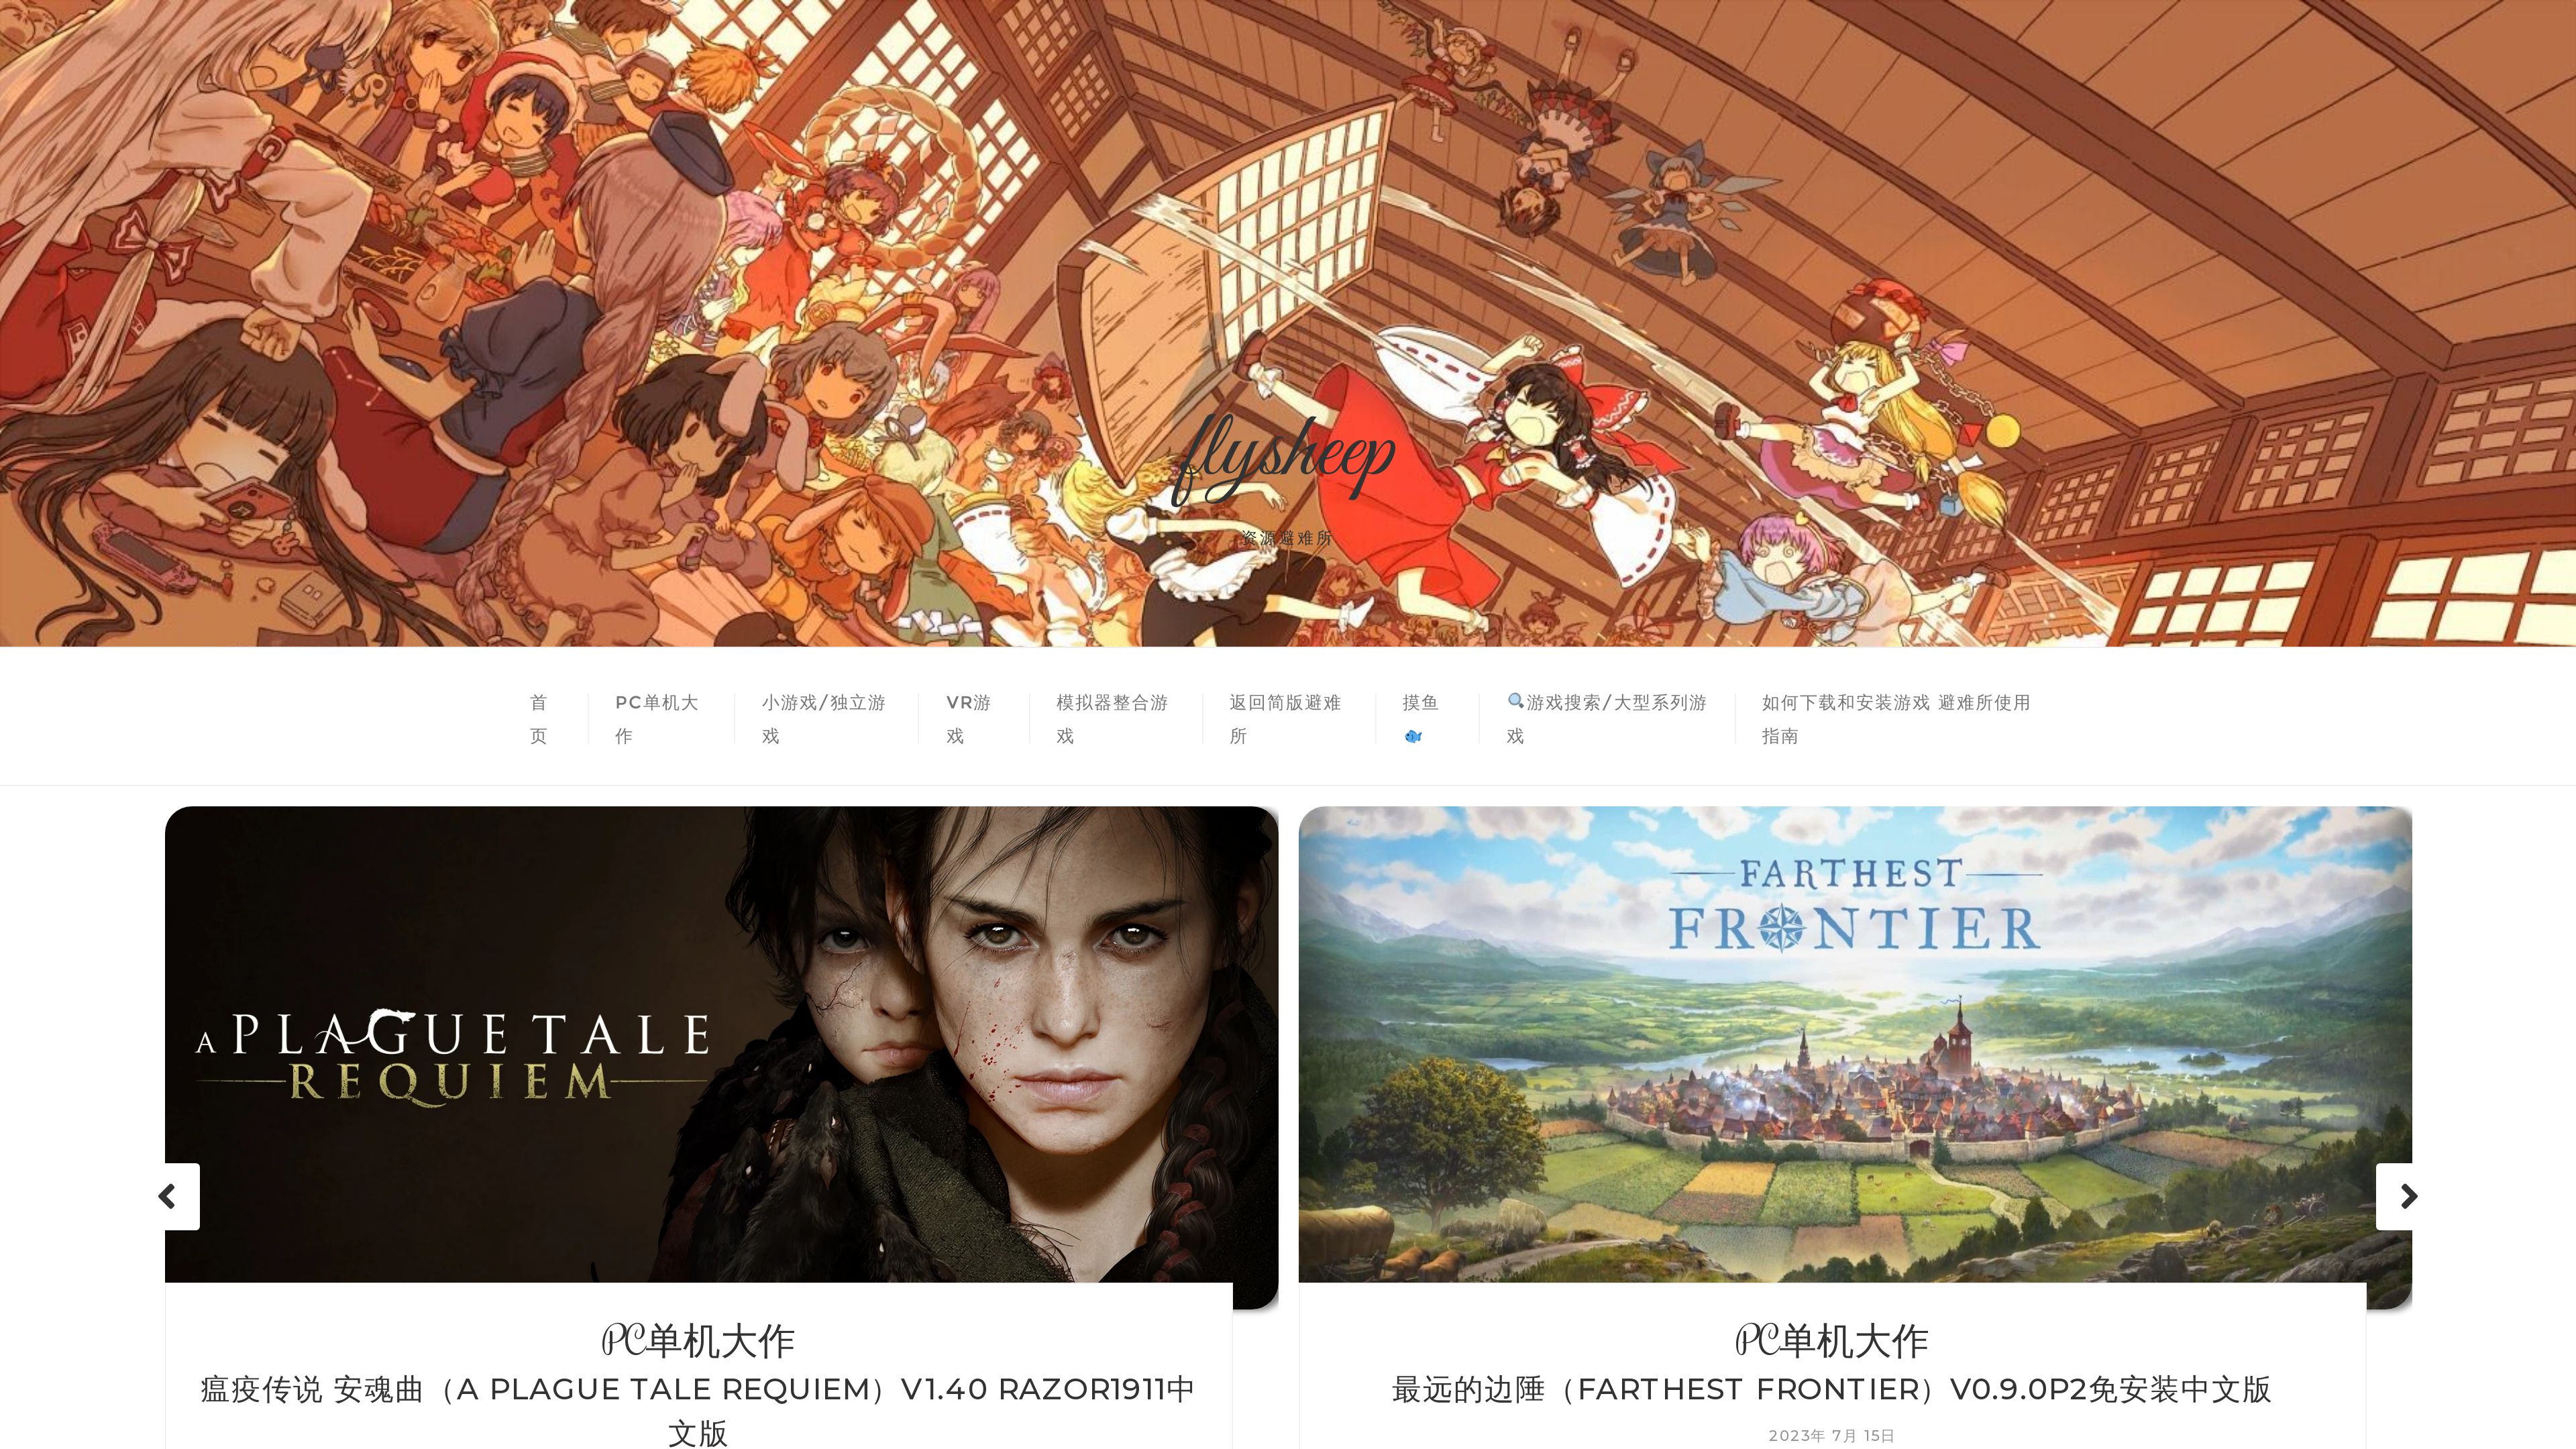 flysheep
资源避难所
首页
PC单机大作
小游戏/独立游戏
VR游戏
模拟器整合游戏
返回简版避难所
摸鱼🐟
🔍游戏搜索/大型系列游戏
如何下载和安装游戏 避难所使用指南
A PLAGUE TALE
REQUIEM
FARTHEST
FRONTIER
PC单机大作
瘟疫传说 安魂曲（A PLAGUE TALE REQUIEM）V1.40 RAZOR1911中
文版
PC单机大作
最远的边陲（FARTHEST FRONTIER）V0.9.0P2免安装中文版
2023年 7月 15日